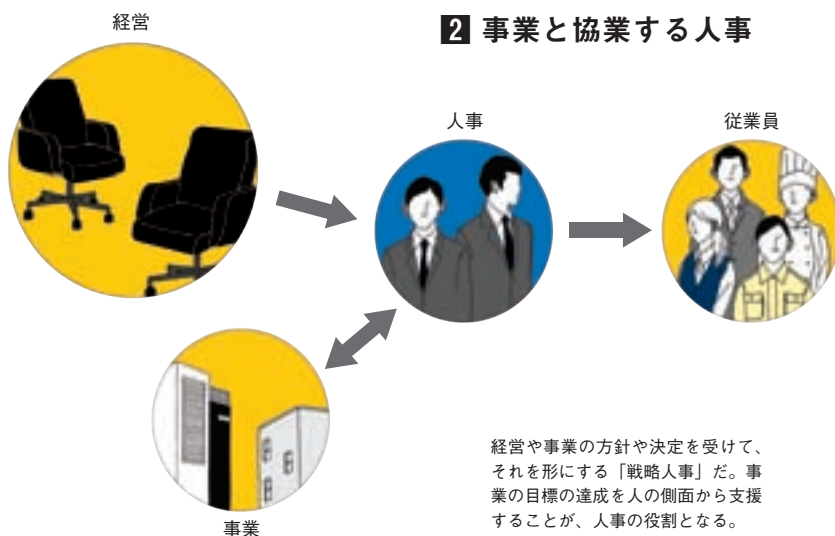 経営
2 事業と協業する人事
人事
従業員
事業
経営や事業の方針や決定を受けて、
それを形にする「戦略人事」だ。事
業の目標の達成を人の側面から支援
することが、人事の役割となる。